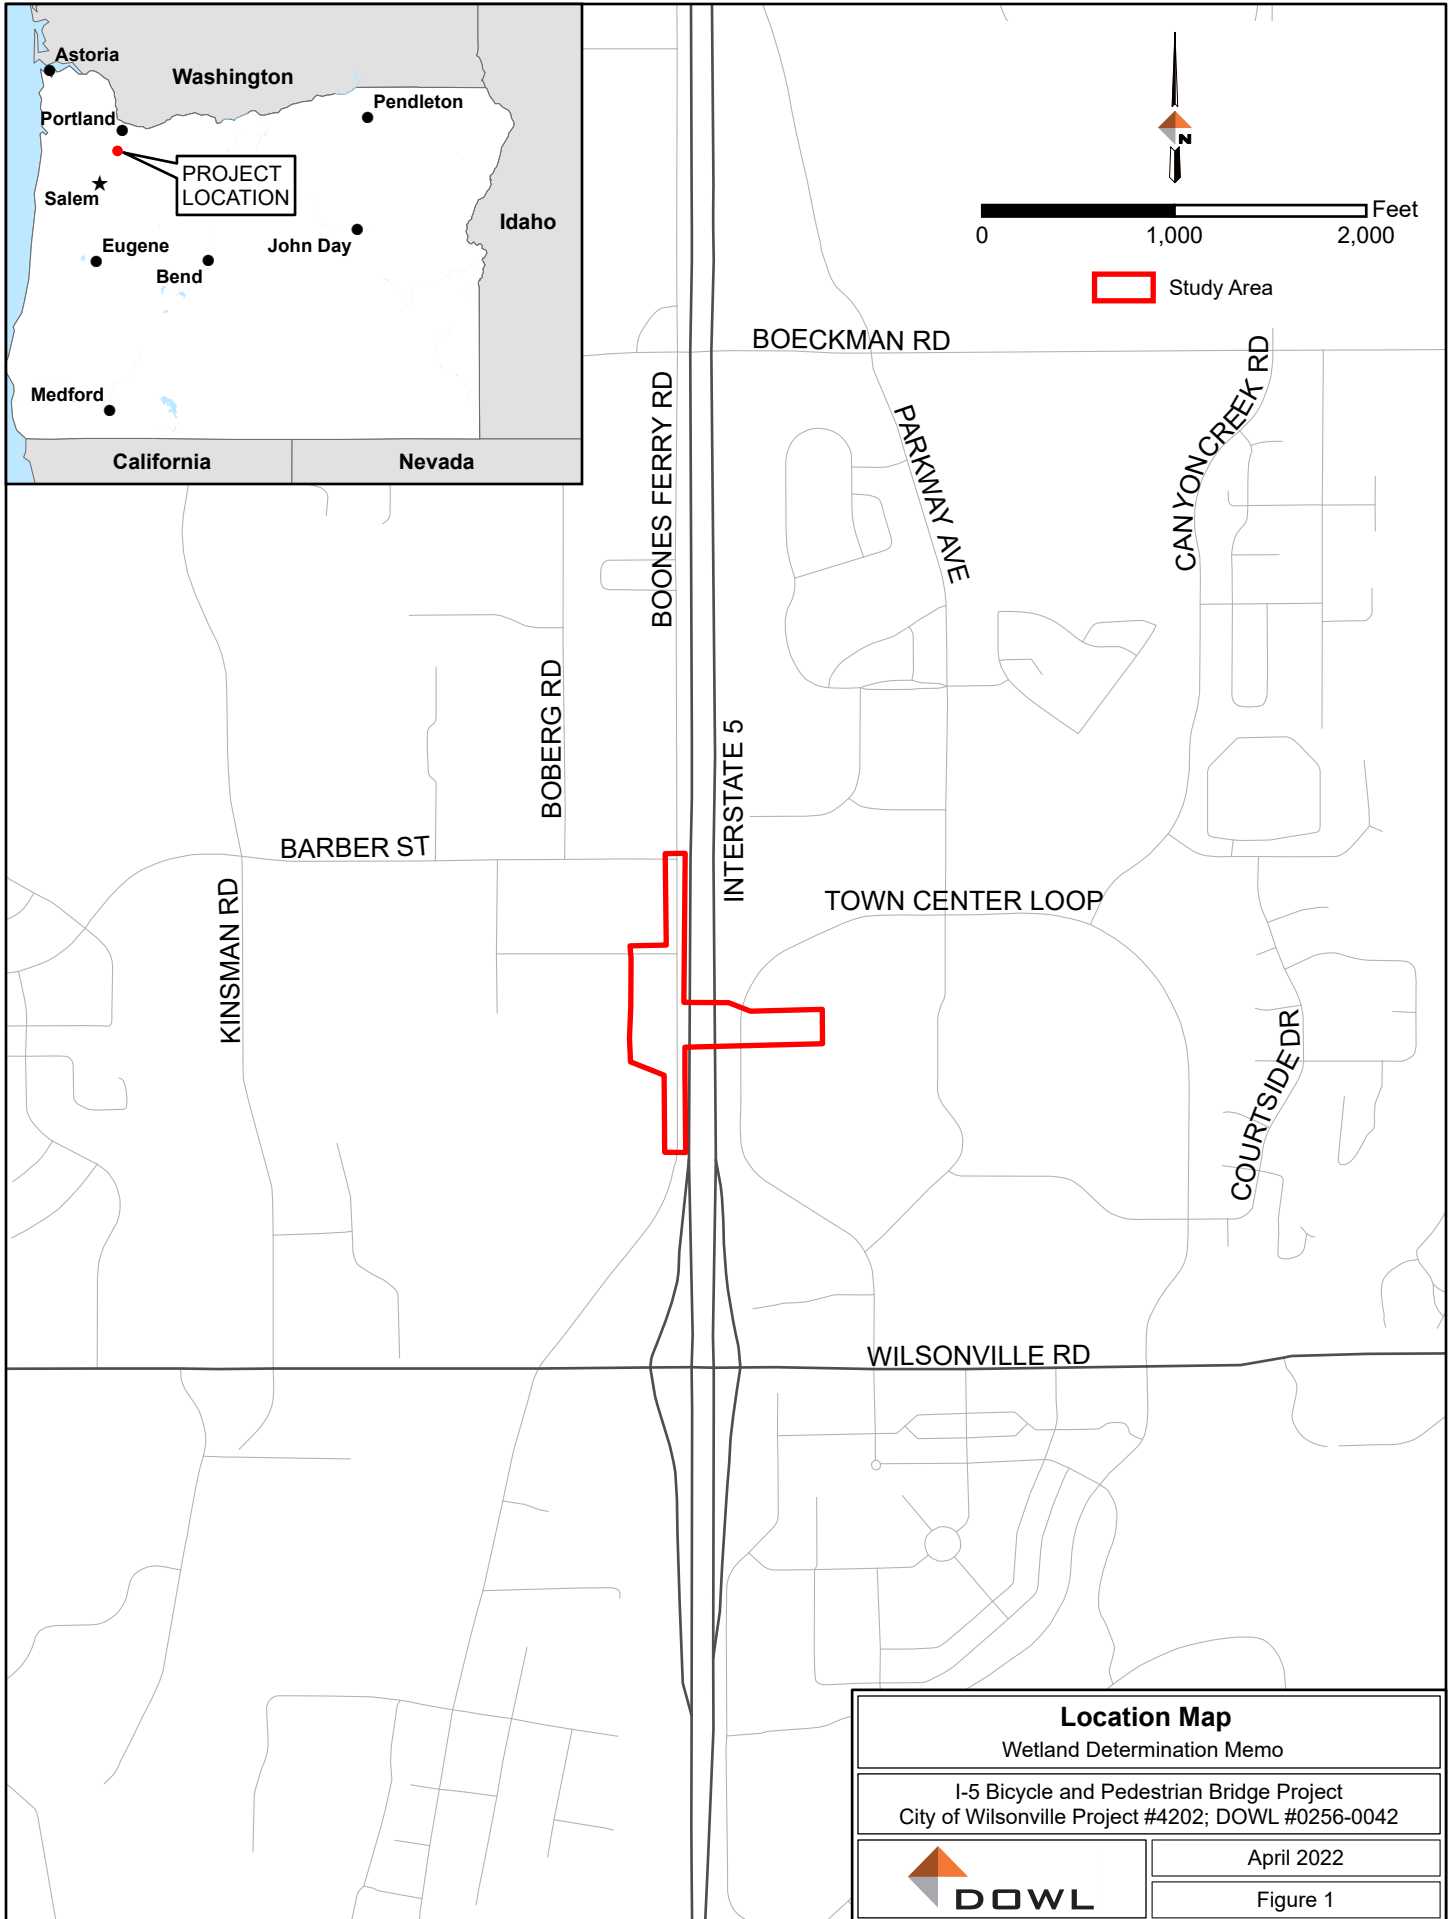 Astoria
Washington
Pendleton
Portland
PROJECT
LOCATION
Salem
Idaho
Eugene
John Day
Bend
Medford
California
Nevada
N
Feet
0
1,000
2,000
Study Area
BOECKMAN RD
BOONES FERRY RD
PARKWAY AVE
CANYON CREEK RD
BOBERG RD
INTERSTATE 5
BARBER ST
KINSMAN RD
TOWN CENTER LOOP
COURTSIDE DR
WILSONVILLE RD
Location Map
Wetland Determination Memo
I-5 Bicycle and Pedestrian Bridge Project
City of Wilsonville Project #4202; DOWL #0256-0042
DOWL
April 2022
Figure 1